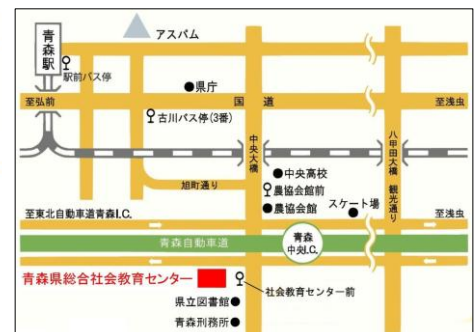 アスパム
青森駅
駅前バス停
県庁
至弘前
国道
至浅虫
古川バス停(3番)
中央大橋
八甲田大橋
観光通り
中央高校
旭町通り
農協会館前
農協会館
スケート場
至東北自動車道青森I.C.
至浅虫
青森自動車道
青森
中央I.C.
青森県総合社会教育センター
社会教育センター前
県立図書館
青森刑務所